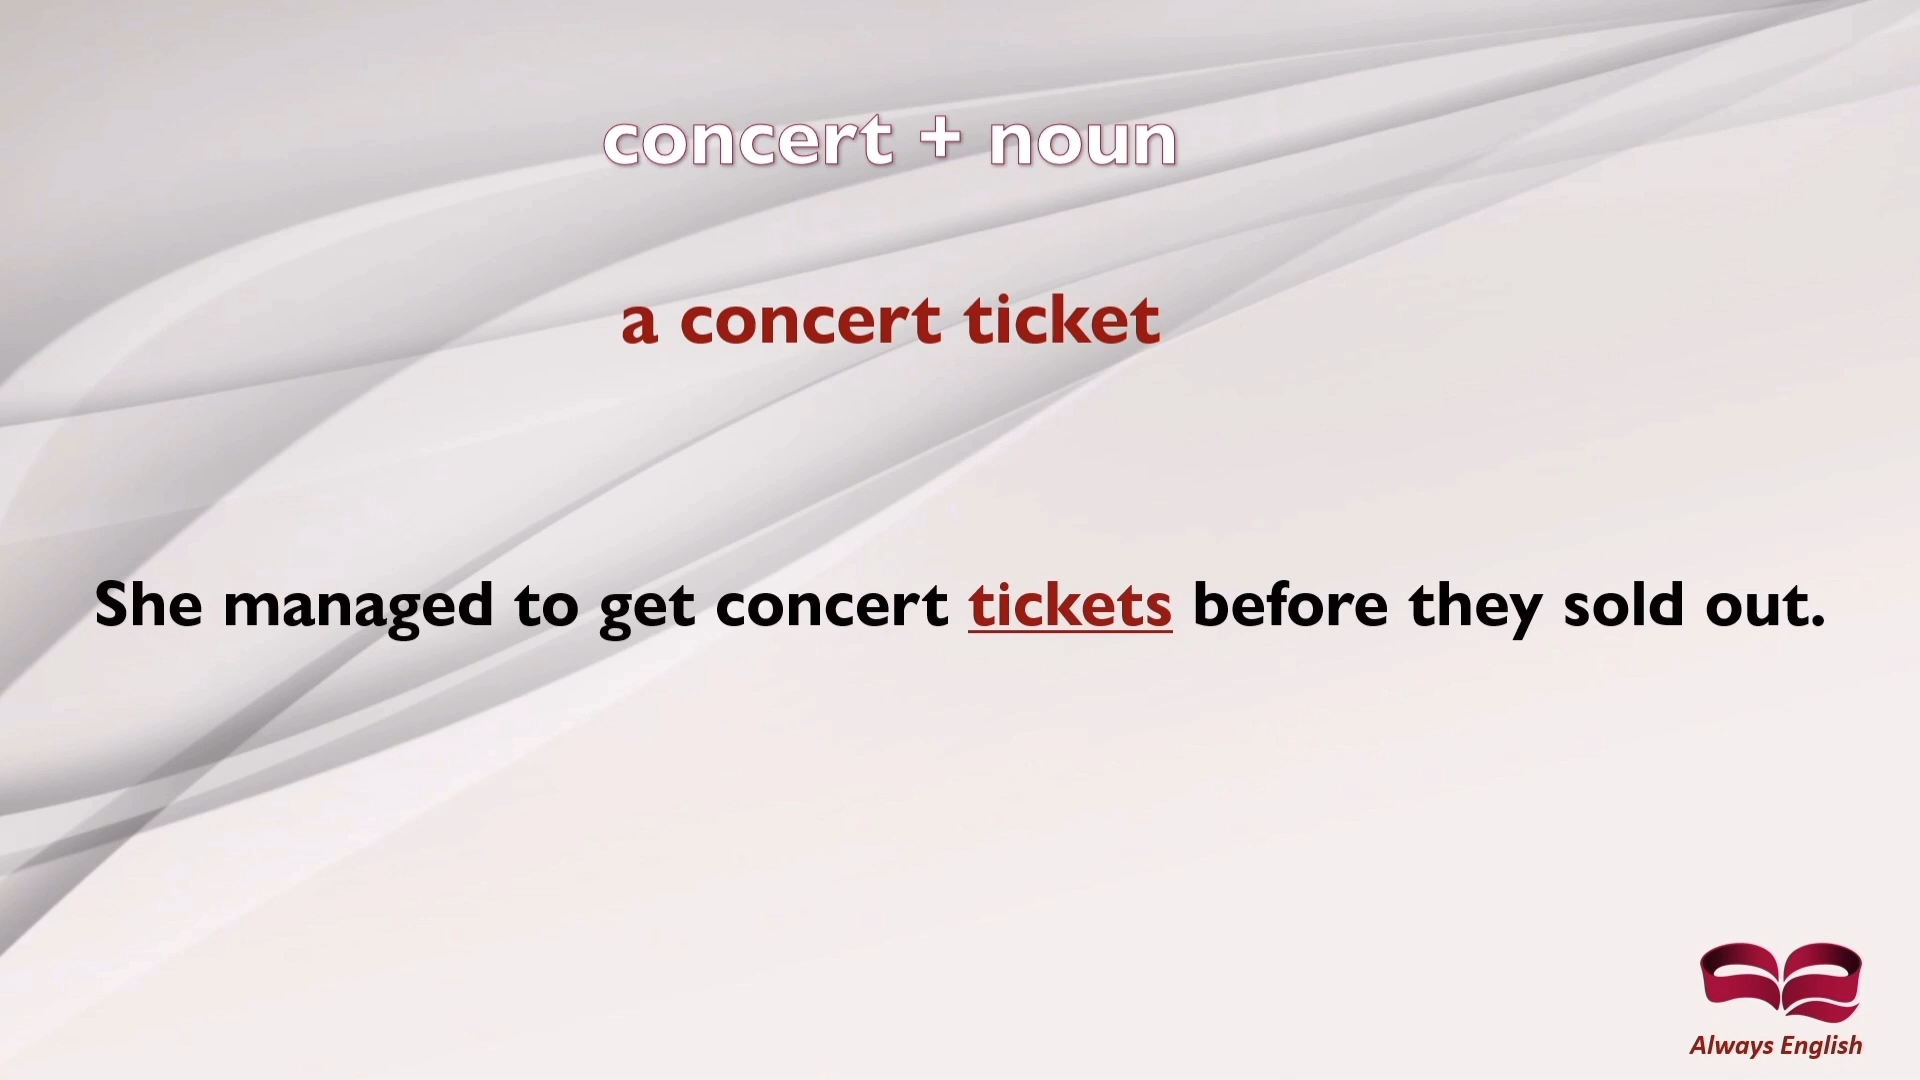 concert + noun
a concert ticket
She managed to get concert tickets before they sold out.
Always English